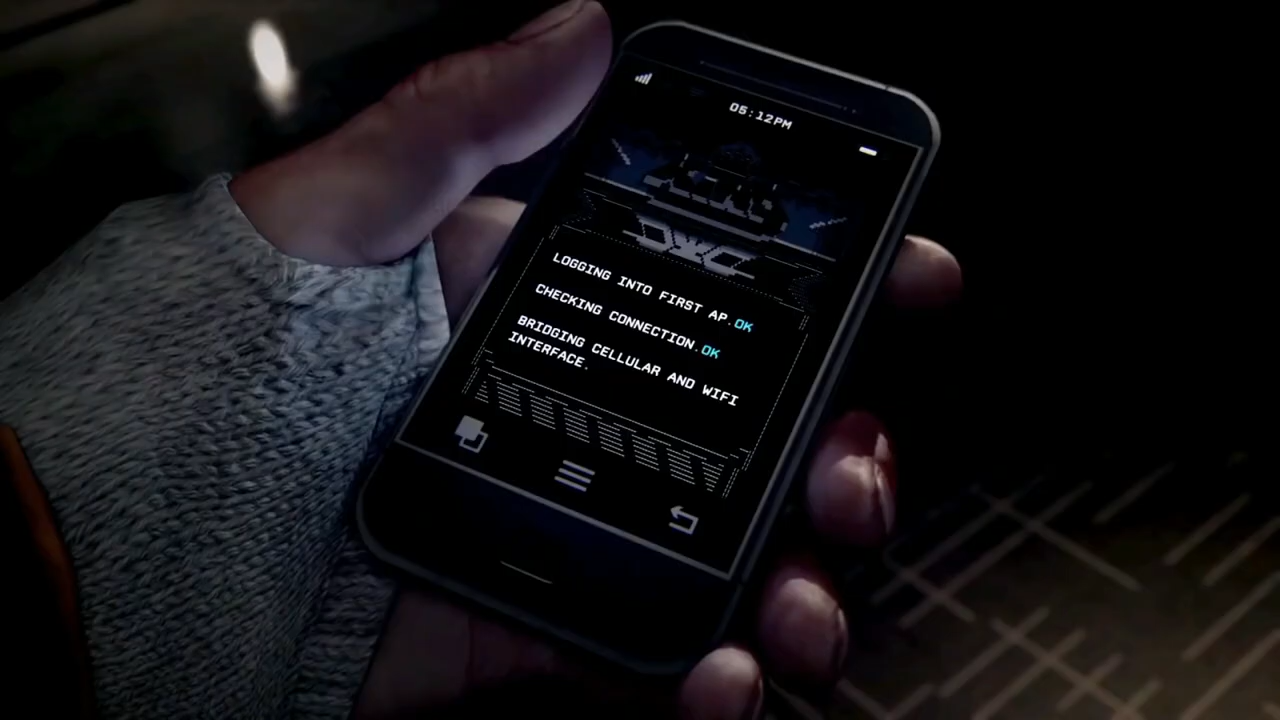 05:12PM
LOGGING INTO FIRST AP.OK
CHECKING CONNECTION.OK
BRIDGING CELLULAR AND WIFI
INTERFACE.